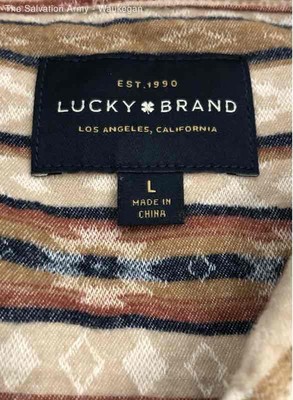 The Salvation Army - Waukegan
EST. 1990
LUCKY BRAND
LOS ANGELES, CALIFORNIA
L
MADE IN
CHINA